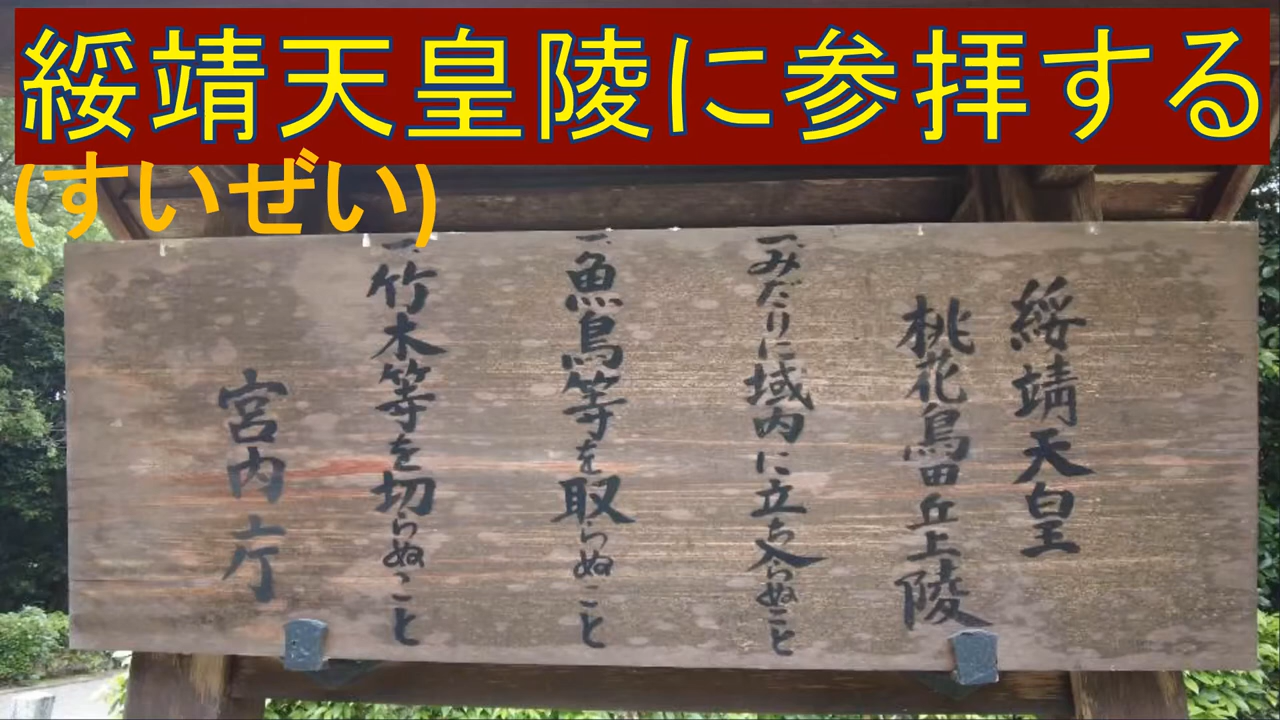 綏靖天皇陵に参拝する
(すいぜい)
綏靖天皇
桃花鳥田丘上陵
一、みだりに域内に立ち入らぬこと
一、魚鳥等を取らぬこと
一、竹木等を切らぬこと
宮内庁